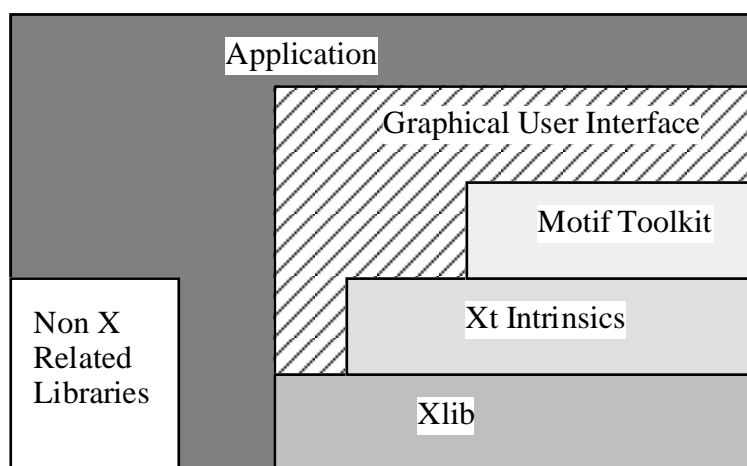 Application
Graphical User Interface
Motif Toolkit
Xt Intrinsics
Non X
Related
Libraries
Xlib